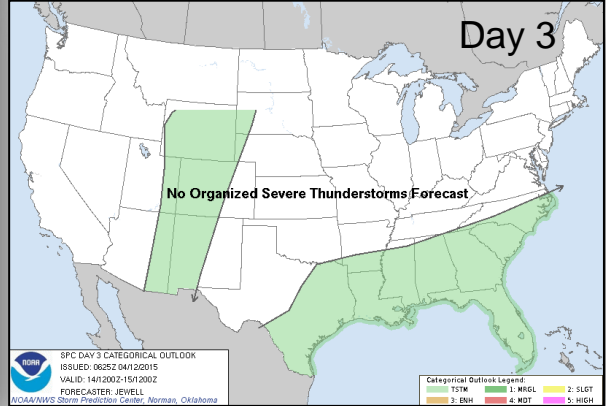 Day 3
No Organized Severe Thunderstorms Forecast
NOAA
SPC DAY 3 CATEGORICAL OUTLOOK
ISSUED: 0625Z 04/12/2015
VALID: 14/1200Z-15/1200Z
FORECASTER: JEWELL
NOAA/NWS Storm Prediction Center, Norman, Oklahoma
Categorical Outlook Legend:
TSTM 1: MRGL 2: SLGT
3: ENH 4: MDT 5: HIGH